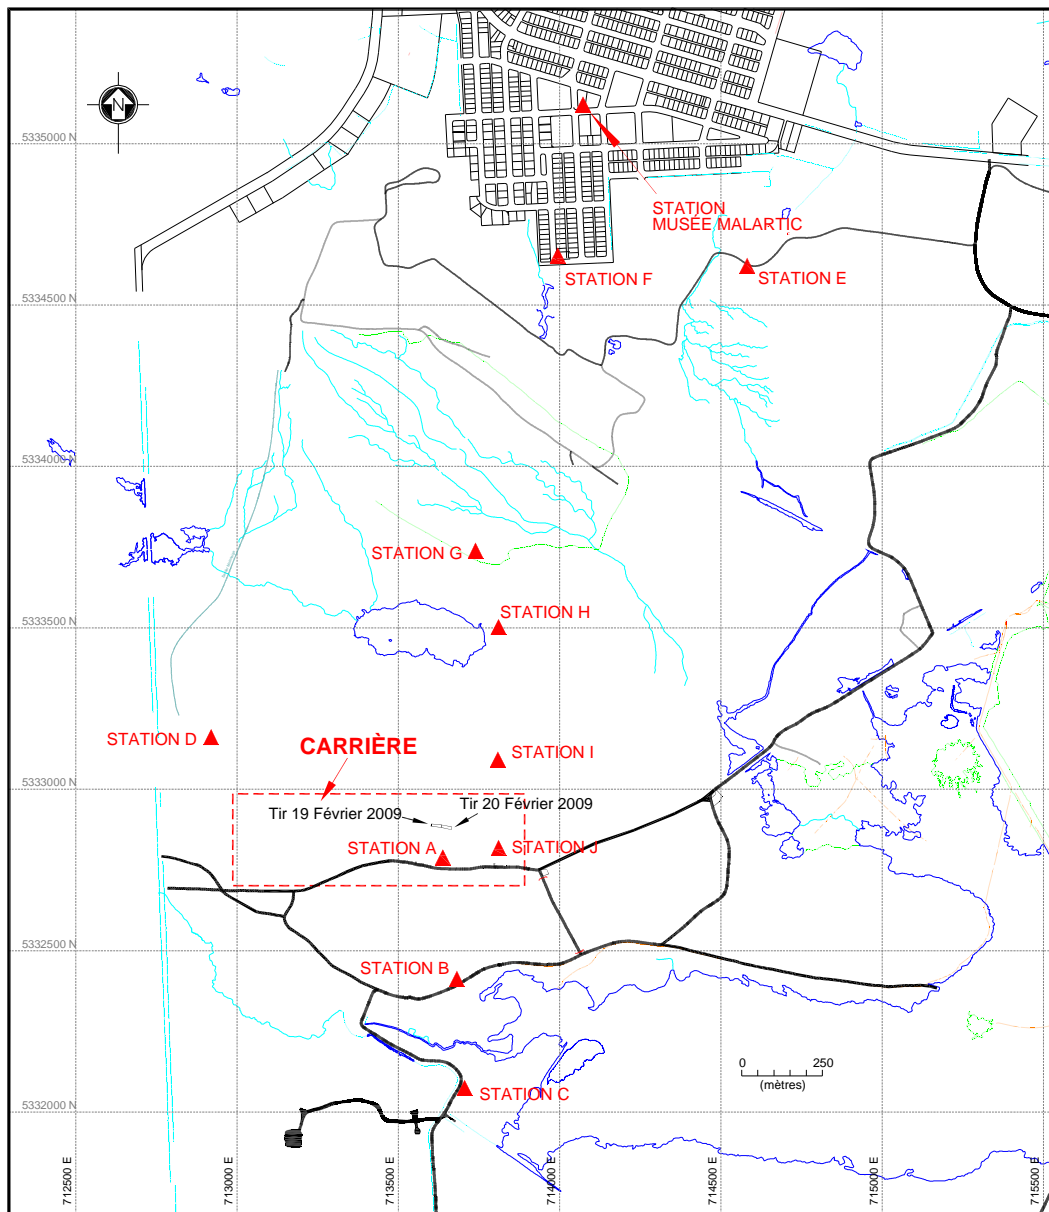 N
5335000 N
STATION
MUSÉE MALARTIC
STATION F
STATION E
5334500 N
5334000 N
STATION G
STATION H
5333500 N
STATION D
CARRIÈRE
STATION I
5333000 N
Tir 19 Février 2009
Tir 20 Février 2009
STATION A
STATION J
5332500 N
STATION B
0 250
(mètres)
STATION C
5332000 N
712500 E
713000 E
713500 E
714000 E
714500 E
715000 E
715500 E